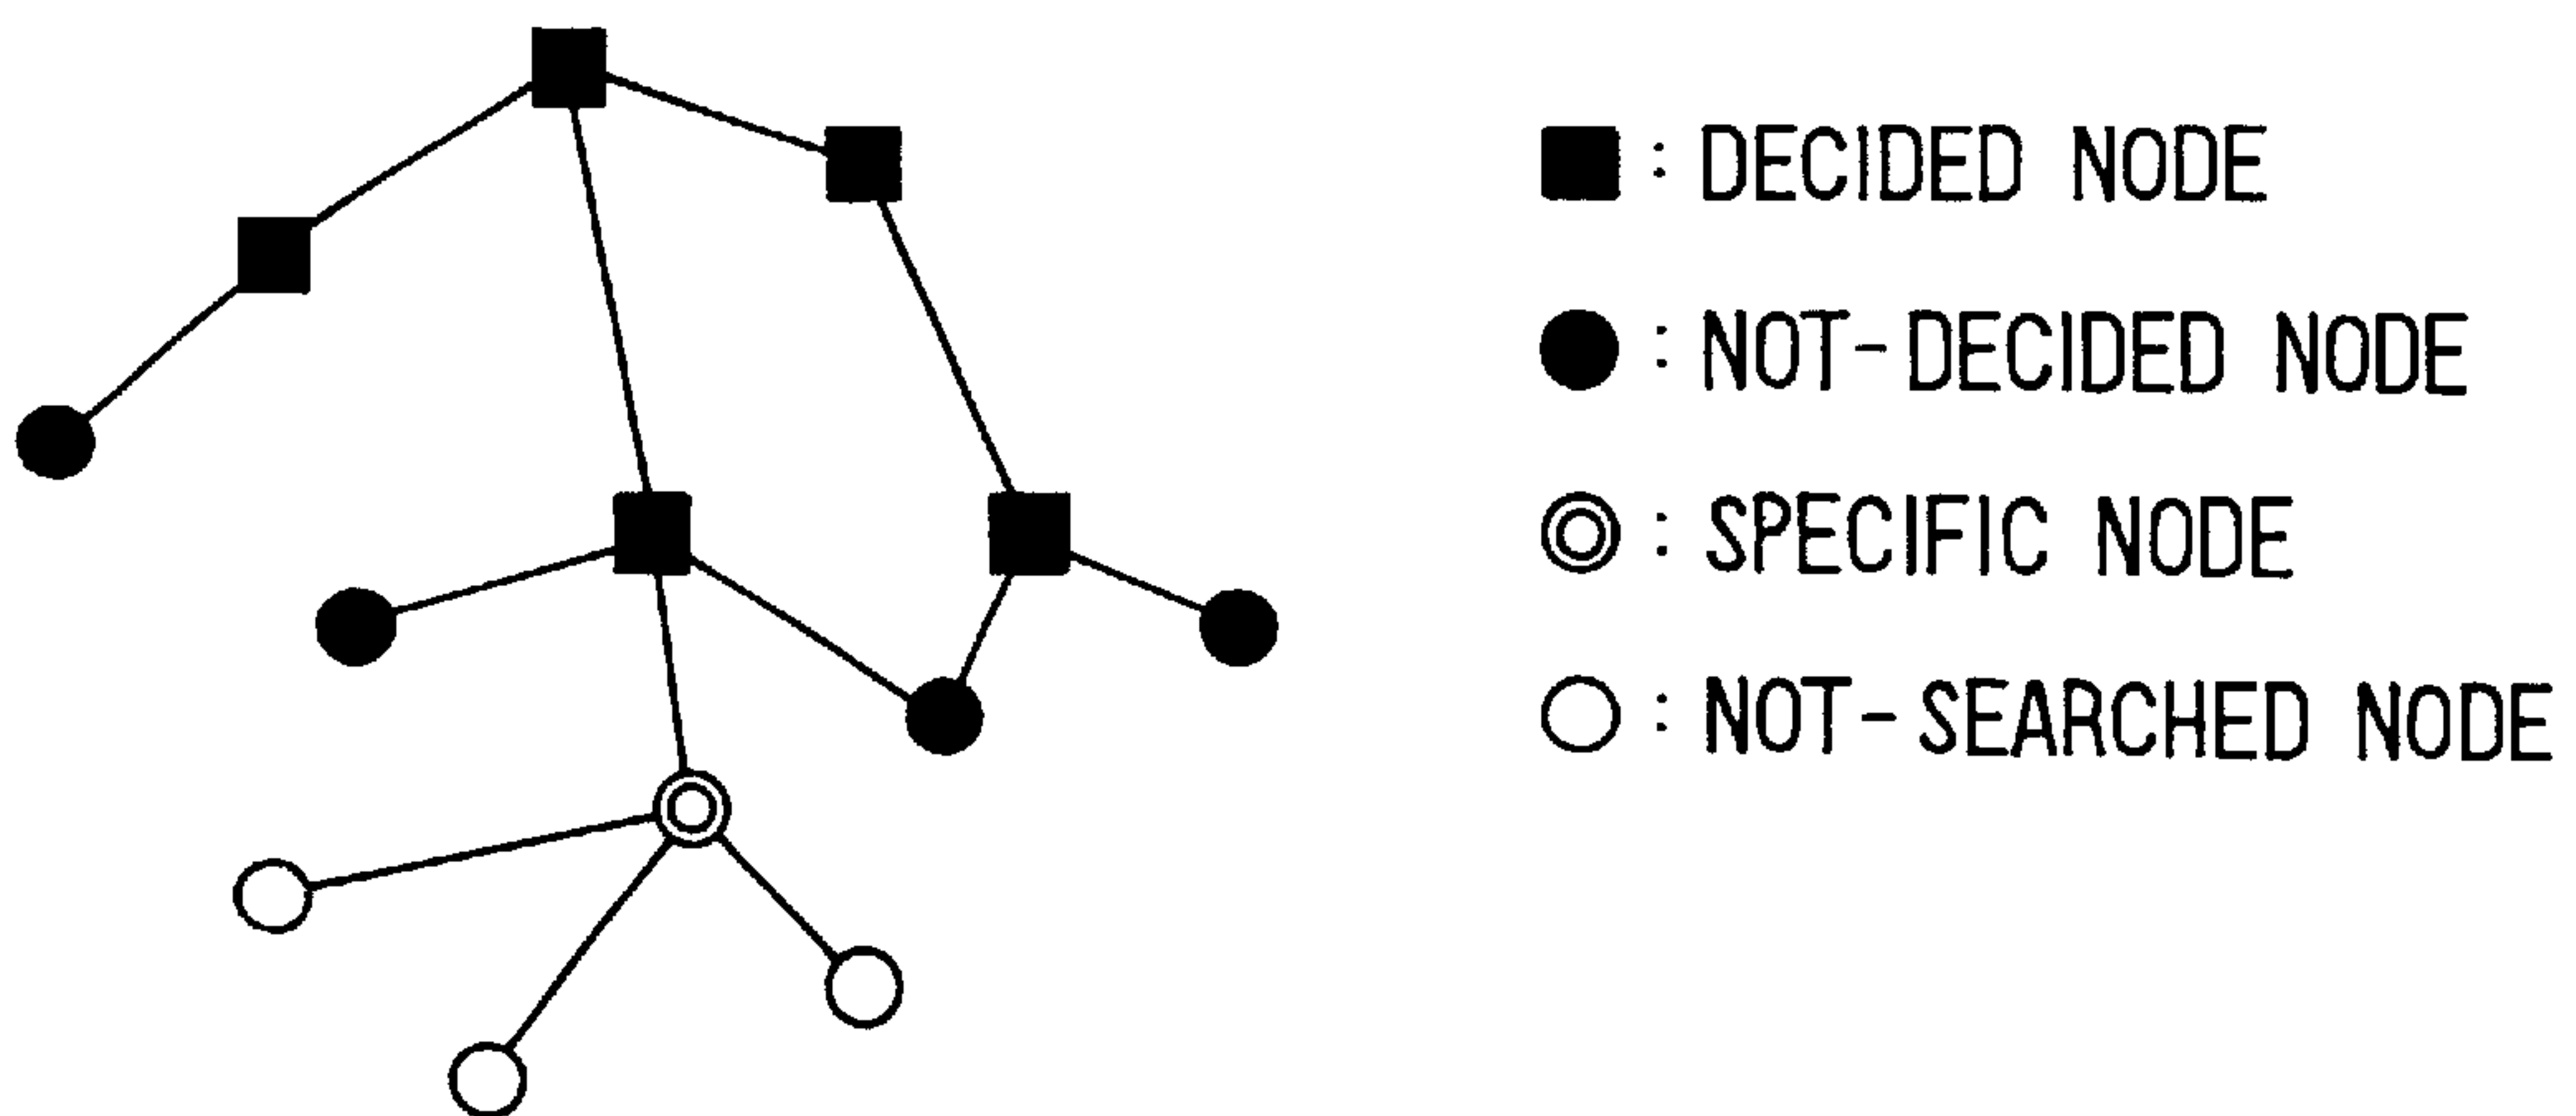 : DECIDED NODE
: NOT-DECIDED NODE
: SPECIFIC NODE
: NOT-SEARCHED NODE